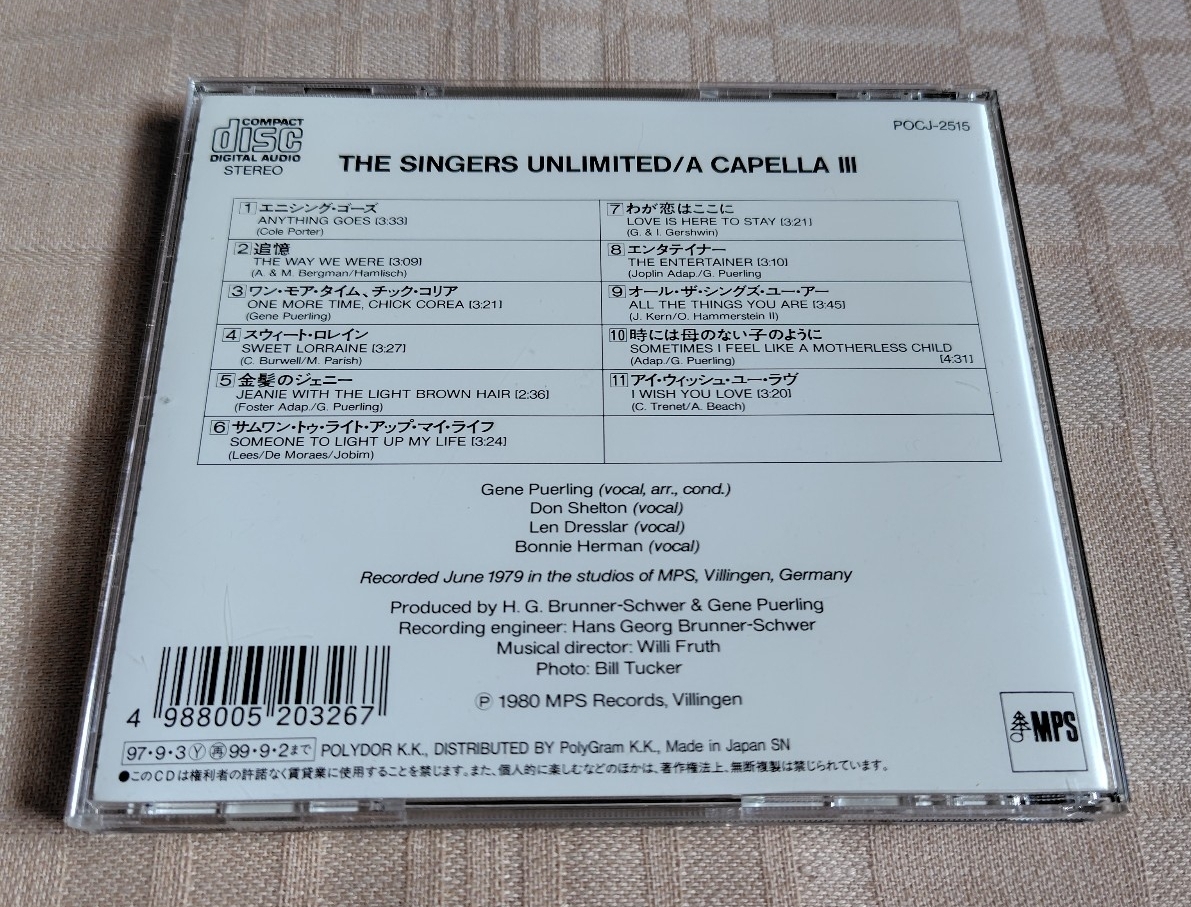 COMPACT
disc
DIGITAL AUDIO
STEREO
POCJ-2515
THE SINGERS UNLIMITED/A CAPELLA III
1 エニシング・ゴーズ
ANYTHING GOES [3:33]
(Cole Porter)
2 追憶
THE WAY WE WERE [3:09]
(A. & M. Bergman/Hamlisch)
3 ワン・モア・タイム、チック・コリア
ONE MORE TIME, CHICK COREA [3:21]
(Gene Puerling)
4 スウィート・ロレイン
SWEET LORRAINE [3:27]
(C. Burwell/M. Parish)
5 金髪のジェニー
JEANIE WITH THE LIGHT BROWN HAIR [2:36]
(Foster Adap./G. Puerling)
6 サムワン・トゥ・ライト・アップ・マイ・ライフ
SOMEONE TO LIGHT UP MY LIFE [3:24]
(Lees/De Moraes/Jobim)
7 わが恋はここに
LOVE IS HERE TO STAY [3:21]
(G. & I. Gershwin)
8 エンタテイナー
THE ENTERTAINER [3:10]
(Joplin Adap./G. Puerling
9 オール・ザ・シングズ・ユー・アー
ALL THE THINGS YOU ARE [3:45]
(J. Kern/O. Hammerstein II)
10 時には母のない子のように
SOMETIMES I FEEL LIKE A MOTHERLESS CHILD
(Adap./G. Puerling) [4:31]
11 アイ・ウィッシュ・ユー・ラヴ
I WISH YOU LOVE [3:20]
(C. Trenet/A. Beach)
Gene Puerling (vocal, arr., cond.)
Don Shelton (vocal)
Len Dresslar (vocal)
Bonnie Herman (vocal)
Recorded June 1979 in the studios of MPS, Villingen, Germany
Produced by H. G. Brunner-Schwer & Gene Puerling
Recording engineer: Hans Georg Brunner-Schwer
Musical director: Willi Fruth
Photo: Bill Tucker
Ⓟ 1980 MPS Records, Villingen
4 988005 203267
MPS
97・9・3Ⓨ㊞99・9・2まで POLYDOR K.K., DISTRIBUTED BY PolyGram K.K., Made in Japan SN
●このCDは権利者の許諾なく賃貸業に使用することを禁じます。また、個人的に楽しむなどのほかは、著作権法上、無断複製は禁じられています。